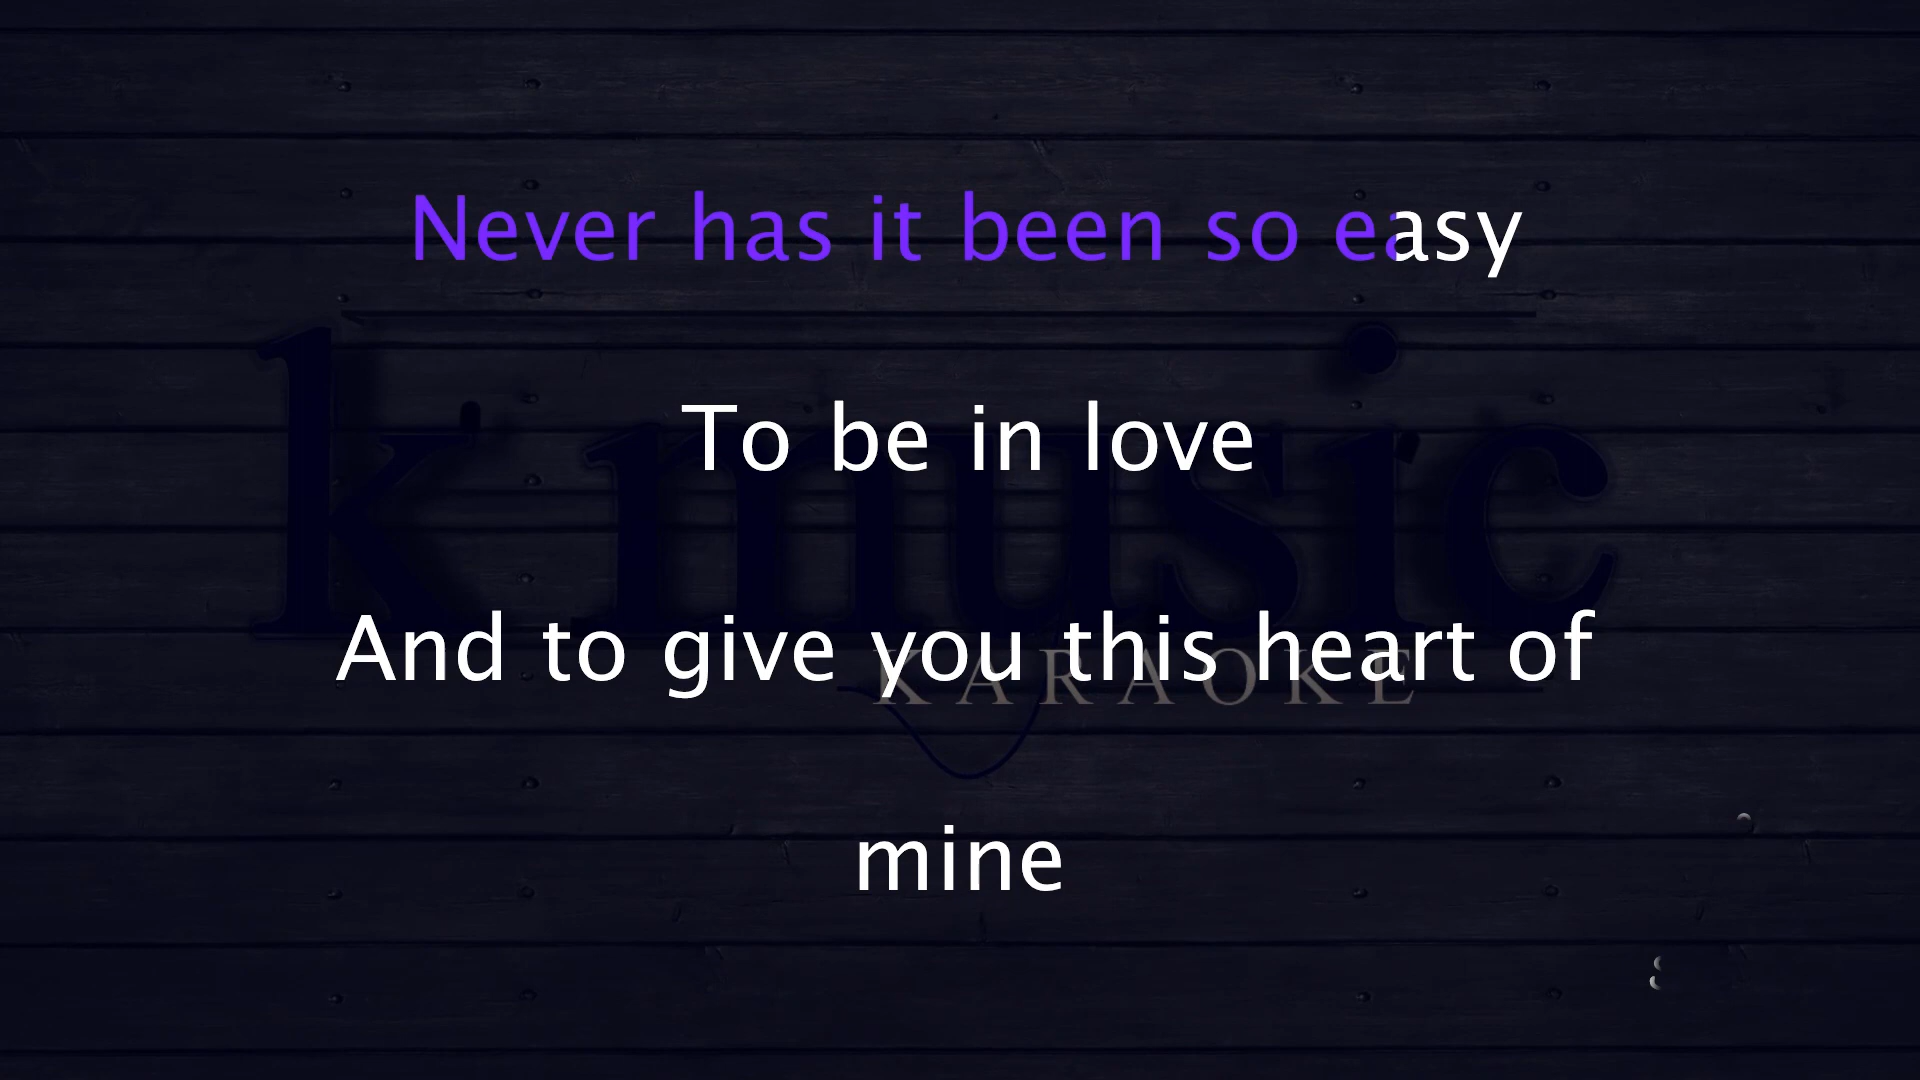 Never has it been so easy
To be in love
k music
And to give you this heart of
KARAOKE
mine